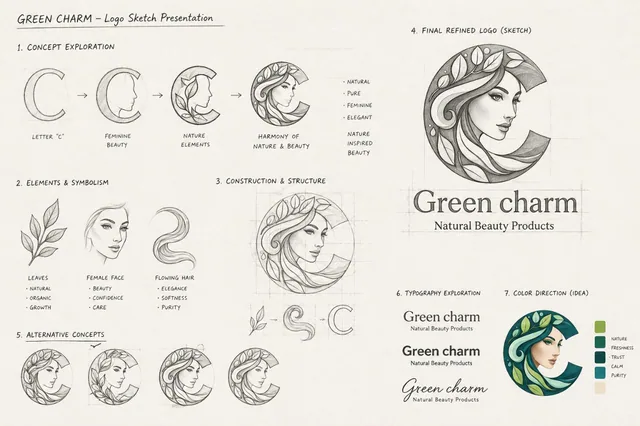 GREEN CHARM – Logo Sketch Presentation
1. CONCEPT EXPLORATION
LETTER "C"
FEMININE
BEAUTY
NATURE
ELEMENTS
HARMONY OF
NATURE & BEAUTY
- NATURAL
- PURE
- FEMININE
- ELEGANT
NATURE
INSPIRED
BEAUTY
2. ELEMENTS & SYMBOLISM
LEAVES
• NATURAL
• ORGANIC
• GROWTH
FEMALE FACE
• BEAUTY
• CONFIDENCE
• CARE
FLOWING HAIR
• ELEGANCE
• SOFTNESS
• PURITY
3. CONSTRUCTION & STRUCTURE
4. FINAL REFINED LOGO (SKETCH)
Green charm
Natural Beauty Products
5. ALTERNATIVE CONCEPTS
6. TYPOGRAPHY EXPLORATION
Green charm
Natural Beauty Products
Green charm
Natural Beauty Products
Green charm
Natural Beauty Products
7. COLOR DIRECTION (IDEA)
NATURE
FRESHNESS
TRUST
CALM
PURITY